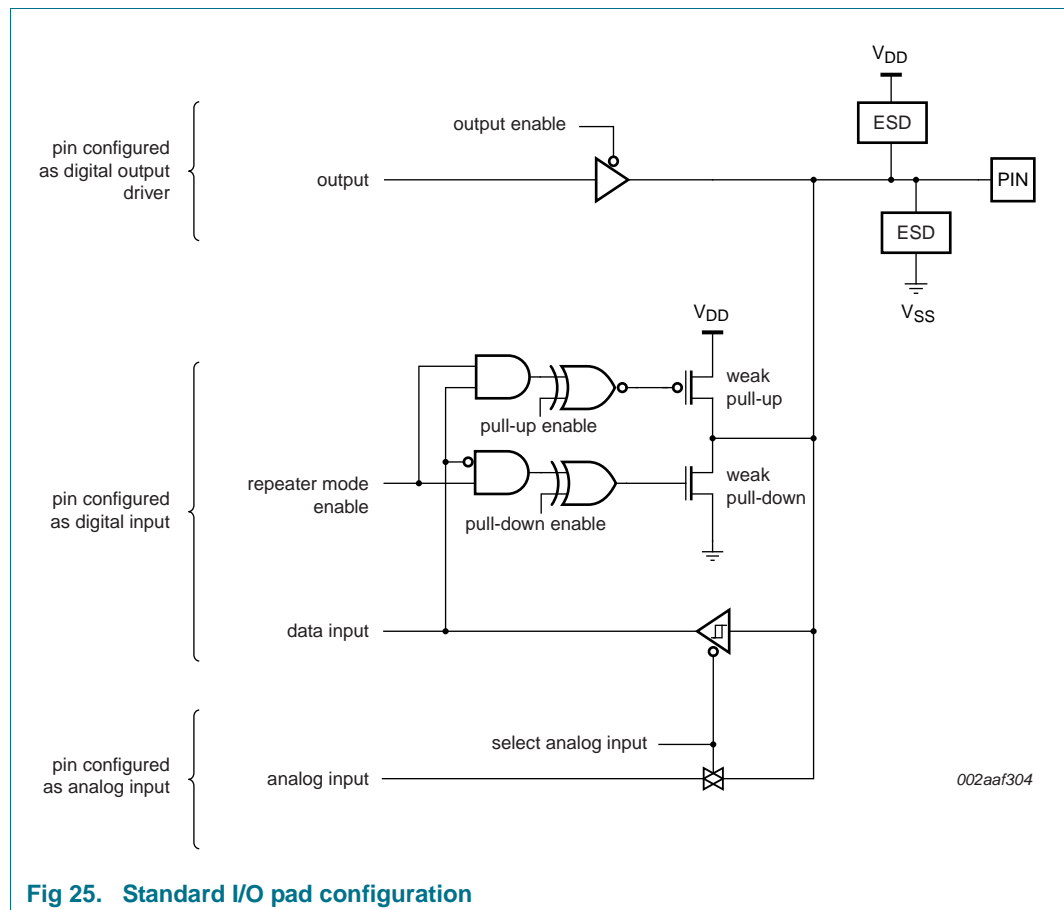 V_DD
ESD
output enable
pin configured
as digital output
driver
output
PIN
ESD
V_SS
V_DD
weak
pull-up
pull-up enable
pin configured
as digital input
repeater mode
enable
weak
pull-down
pull-down enable
data input
select analog input
pin configured
as analog input
analog input
002aaf304
Fig 25. Standard I/O pad configuration